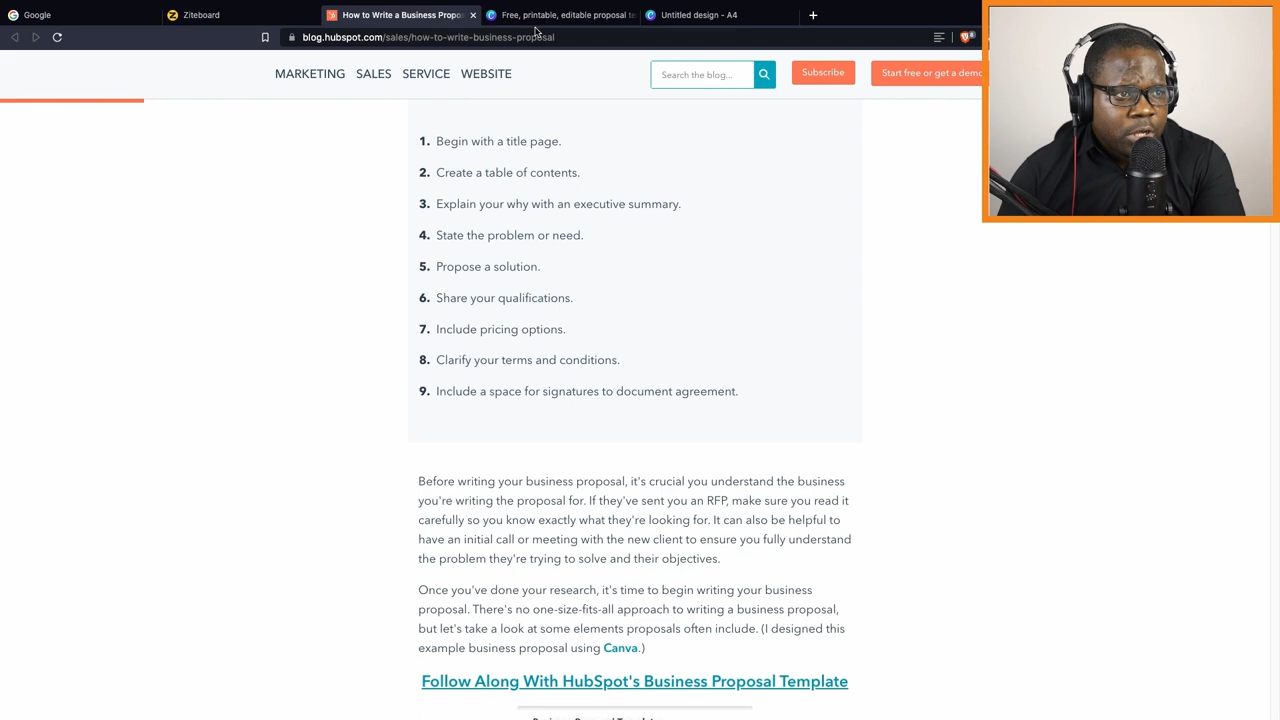 Google
Ziteboard
How to Write a Business Propos
Free, printable, editable proposal te
Untitled design - A4
blog.hubspot.com/sales/how-to-write-business-proposal
MARKETING SALES SERVICE WEBSITE
Search the blog...
Subscribe
Start free or get a demo
1. Begin with a title page.
2. Create a table of contents.
3. Explain your why with an executive summary.
4. State the problem or need.
5. Propose a solution.
6. Share your qualifications.
7. Include pricing options.
8. Clarify your terms and conditions.
9. Include a space for signatures to document agreement.
Before writing your business proposal, it's crucial you understand the business
you're writing the proposal for. If they've sent you an RFP, make sure you read it
carefully so you know exactly what they're looking for. It can also be helpful to
have an initial call or meeting with the new client to ensure you fully understand
the problem they're trying to solve and their objectives.
Once you've done your research, it's time to begin writing your business
proposal. There's no one-size-fits-all approach to writing a business proposal,
but let's take a look at some elements proposals often include. (I designed this
example business proposal using Canva.)
Follow Along With HubSpot's Business Proposal Template